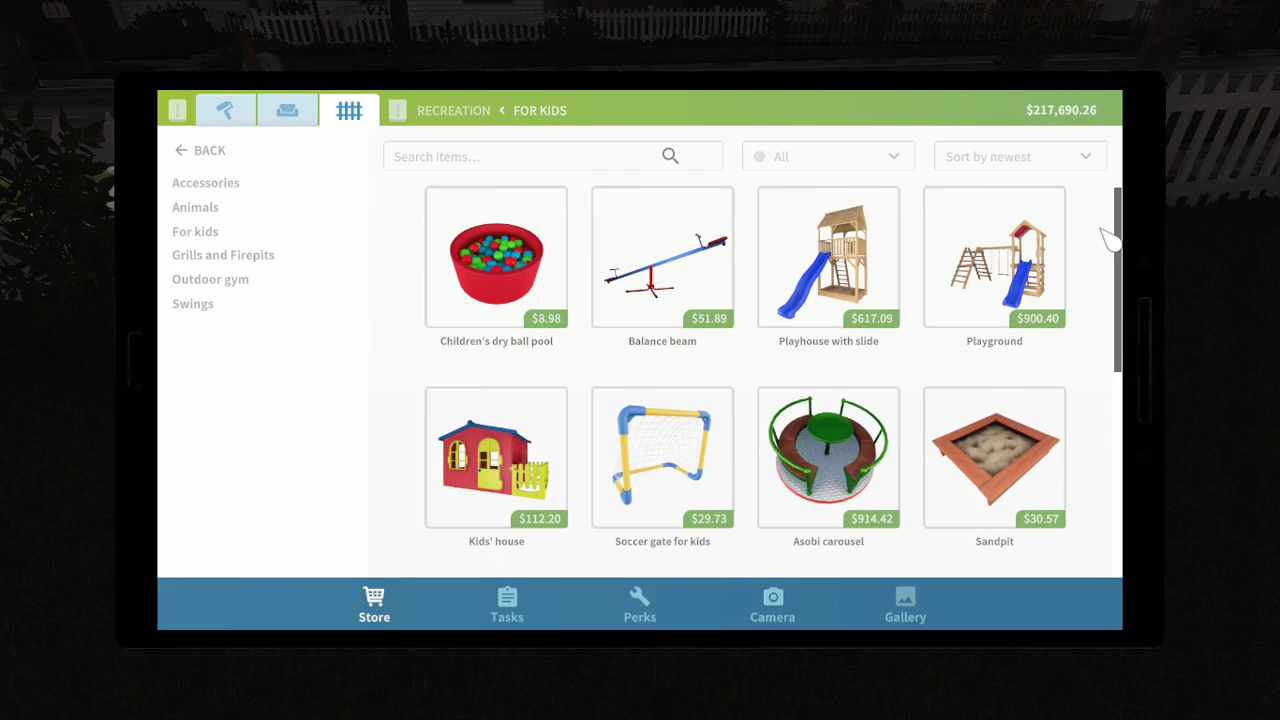 RECREATION < FOR KIDS
$217,690.26
BACK
Accessories
Animals
For kids
Grills and Firepits
Outdoor gym
Swings
Search items...
All
Sort by newest
$8.98
$51.89
$617.09
$900.40
Children's dry ball pool
Balance beam
Playhouse with slide
Playground
$112.20
$29.73
$914.42
$30.57
Kids' house
Soccer gate for kids
Asobi carousel
Sandpit
Store
Tasks
Perks
Camera
Gallery